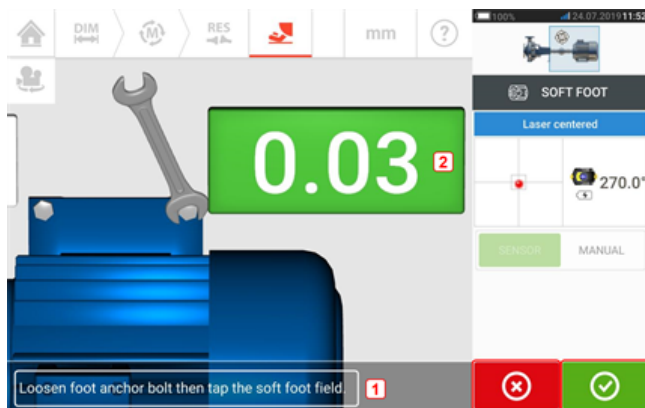 DIM
M
RES
mm
?
100%
24.07.2019 11:52
SOFT FOOT
Laser centered
270.0°
SENSOR
MANUAL
0.03
2
Loosen foot anchor bolt then tap the soft foot field.
1